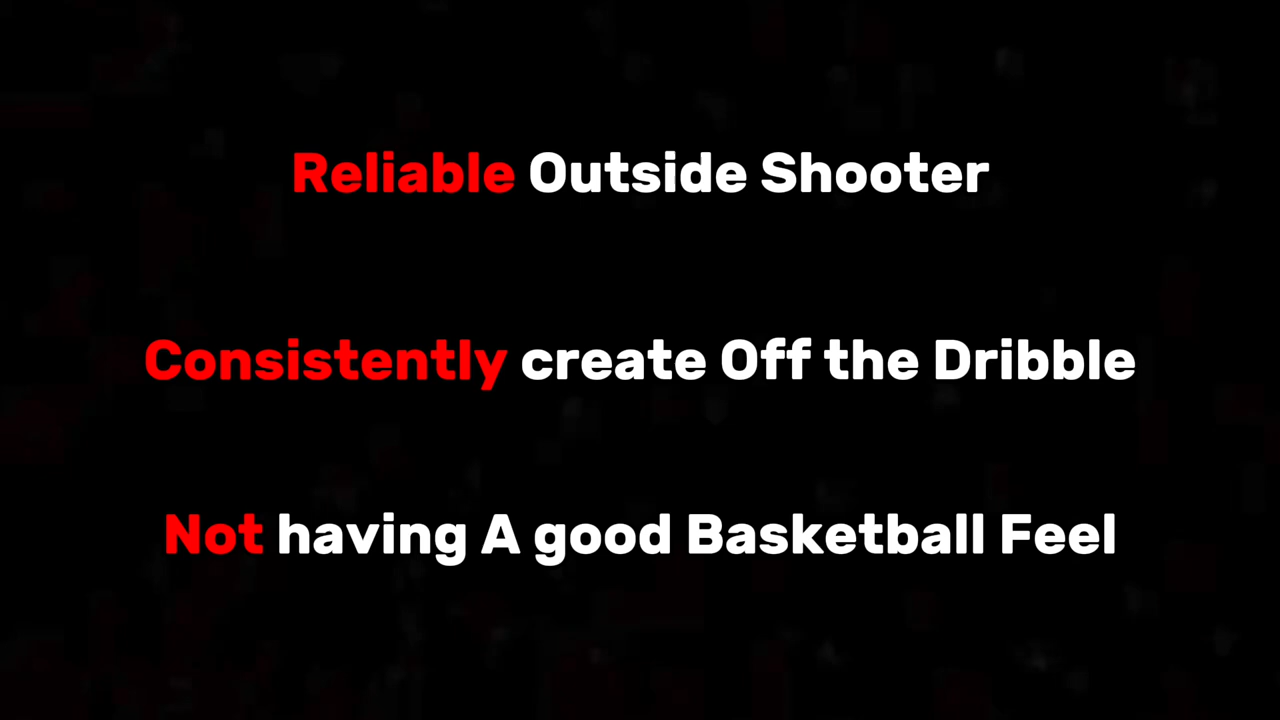 Reliable Outside Shooter
Consistently create Off the Dribble
Not having A good Basketball Feel